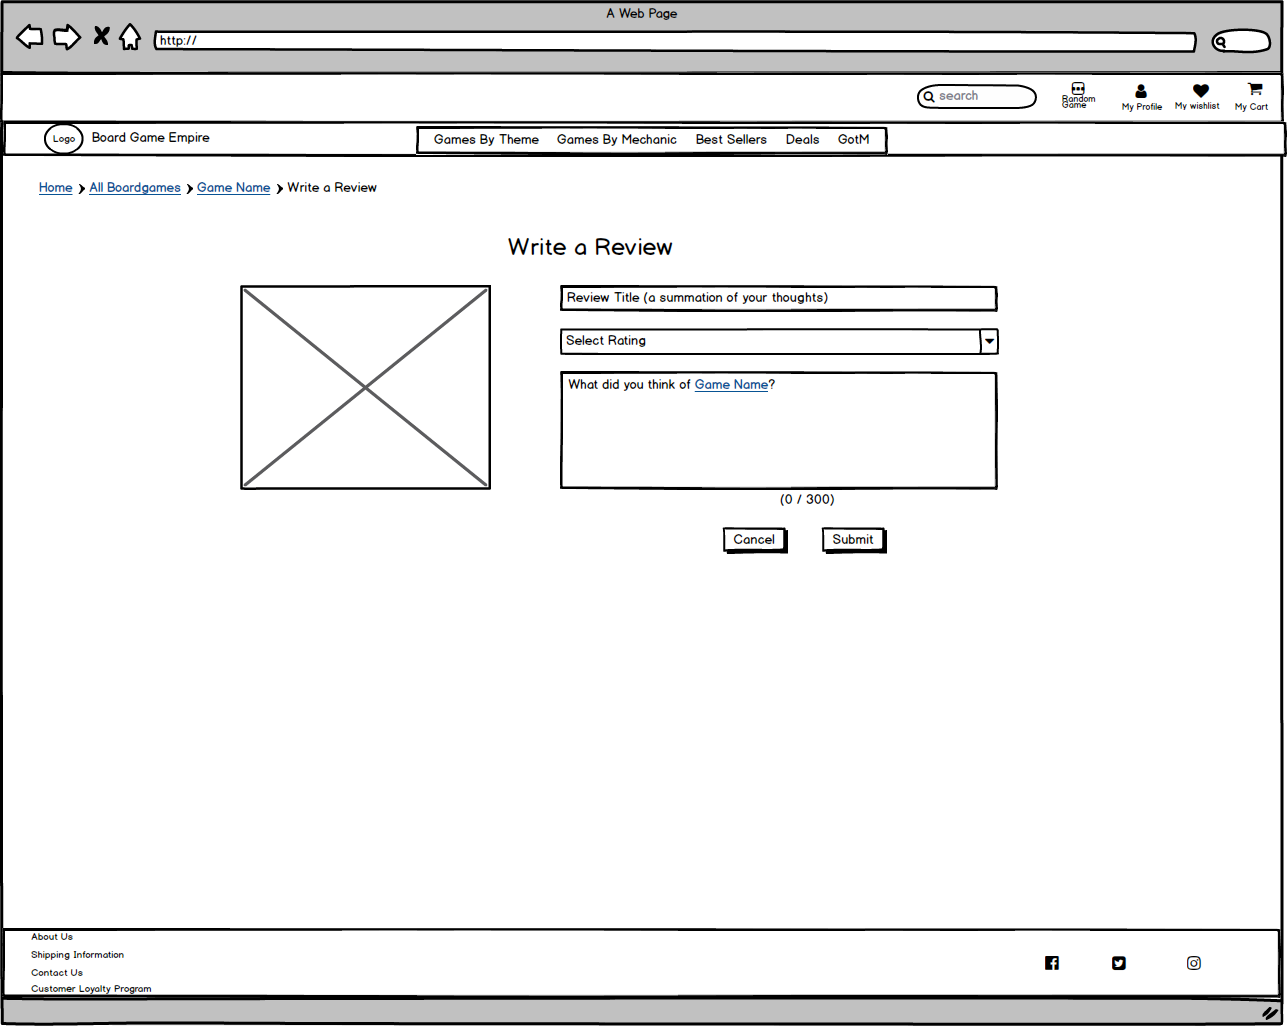 A Web Page
http://
search
Random
Game
My Profile
My wishlist
My Cart
Logo
Board Game Empire
Games By Theme
Games By Mechanic
Best Sellers
Deals
GotM
Home
All Boardgames
Game Name
Write a Review
Write a Review
Review Title (a summation of your thoughts)
Select Rating
What did you think of Game Name?
(0 / 300)
Cancel
Submit
About Us
Shipping Information
Contact Us
Customer Loyalty Program